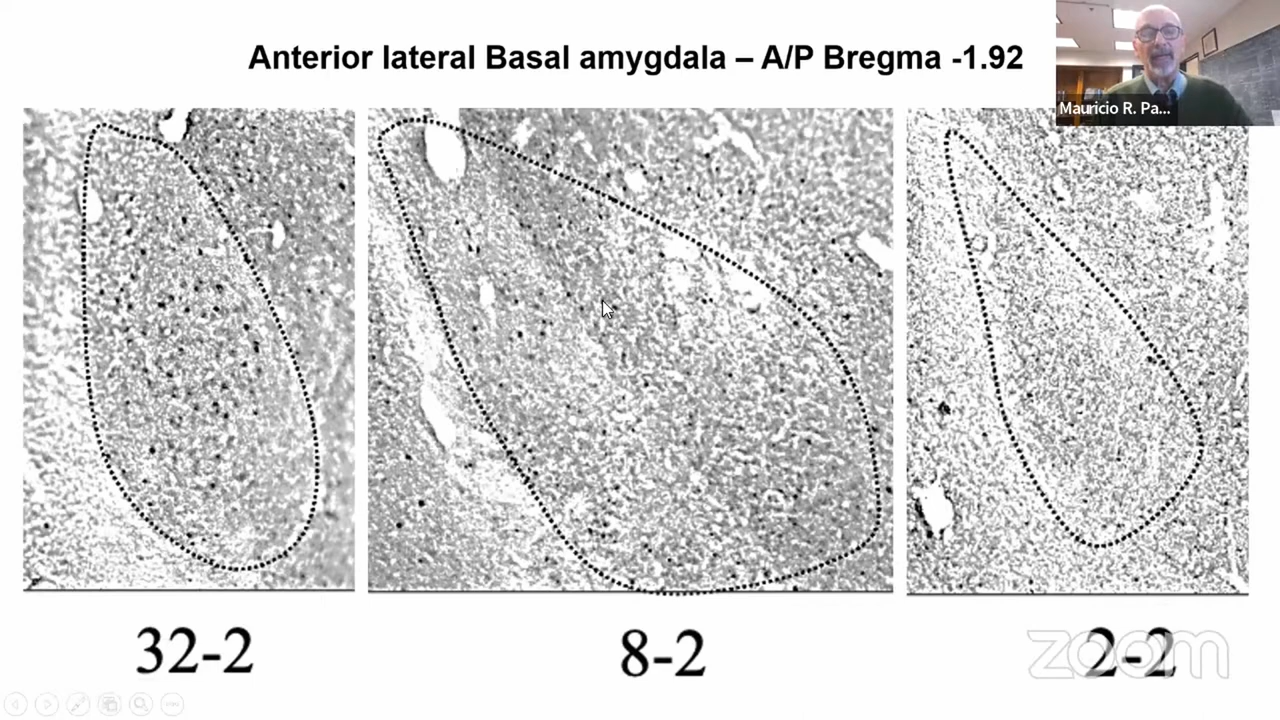 Anterior lateral Basal amygdala – A/P Bregma -1.92
Mauricio R. Pa...
32-2
8-2
2-2
zoom